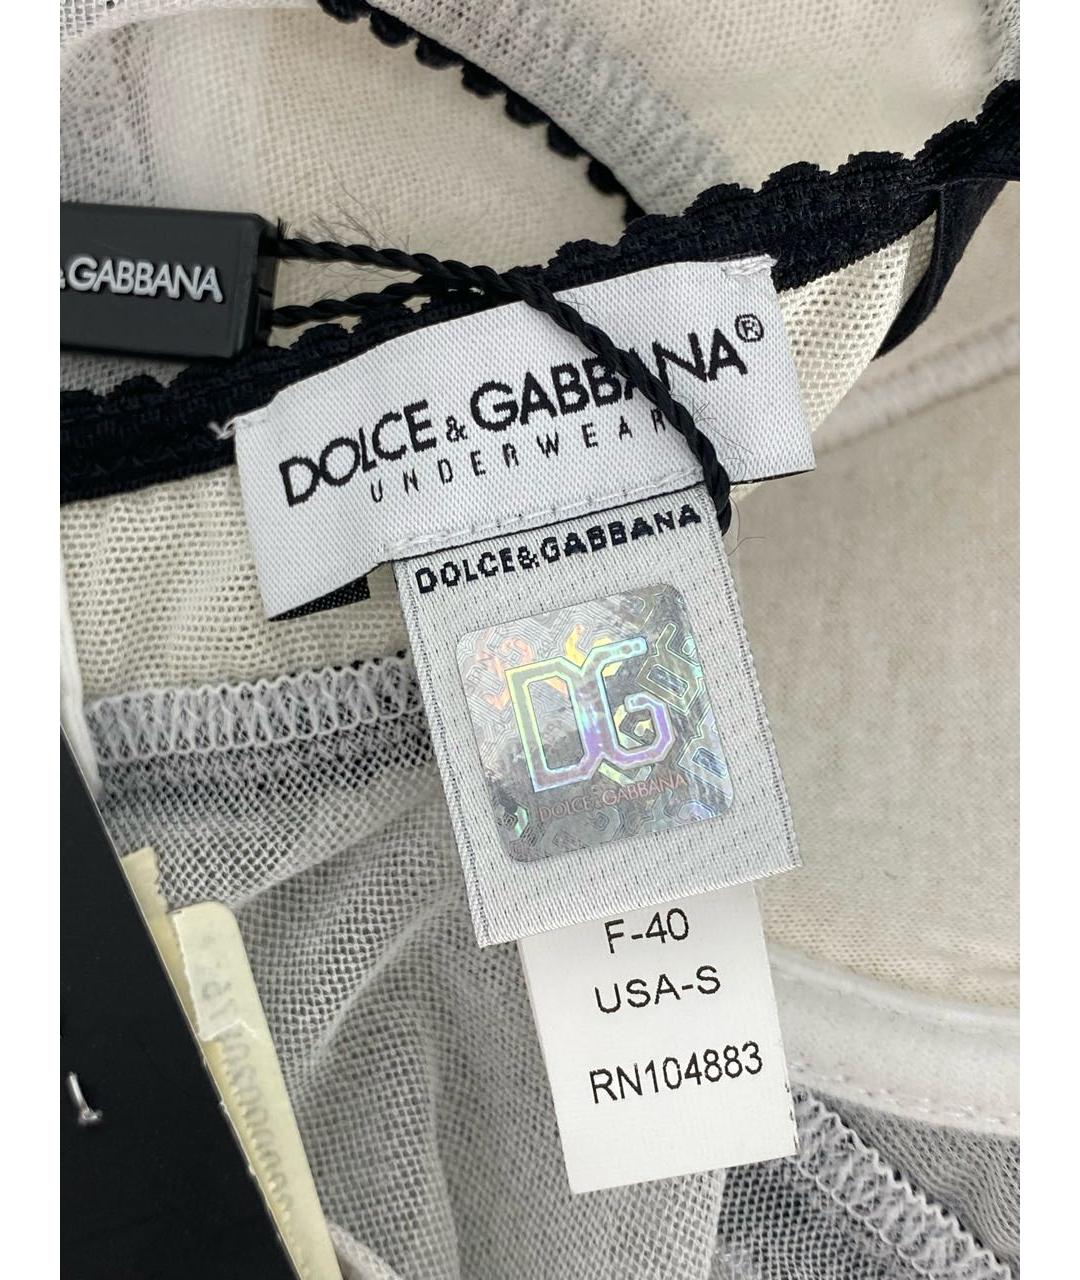 &GABBANA
DOLCE & GABBANA®
UNDERWEAR
DOLCE&GABBANA
DG
DOLCE&GABBANA
F-40
USA-S
RN104883